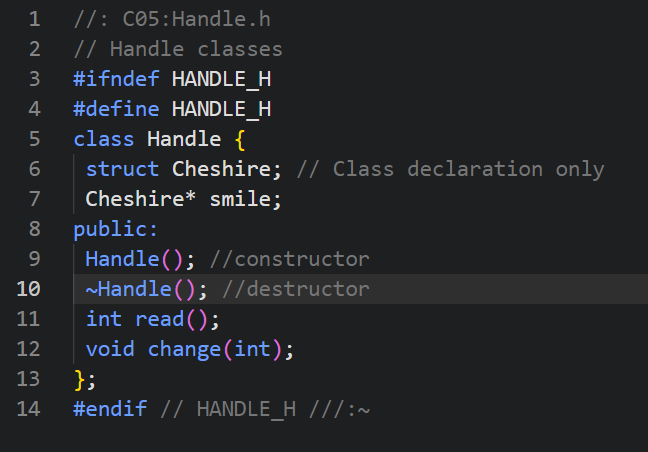 1 //: C05:Handle.h
2 // Handle classes
3 #ifndef HANDLE_H
4 #define HANDLE_H
5 class Handle {
6 struct Cheshire; // Class declaration only
7 Cheshire* smile;
8 public:
9 Handle(); //constructor
10 ~Handle(); //destructor
11 int read();
12 void change(int);
13 };
14 #endif // HANDLE_H ///:~